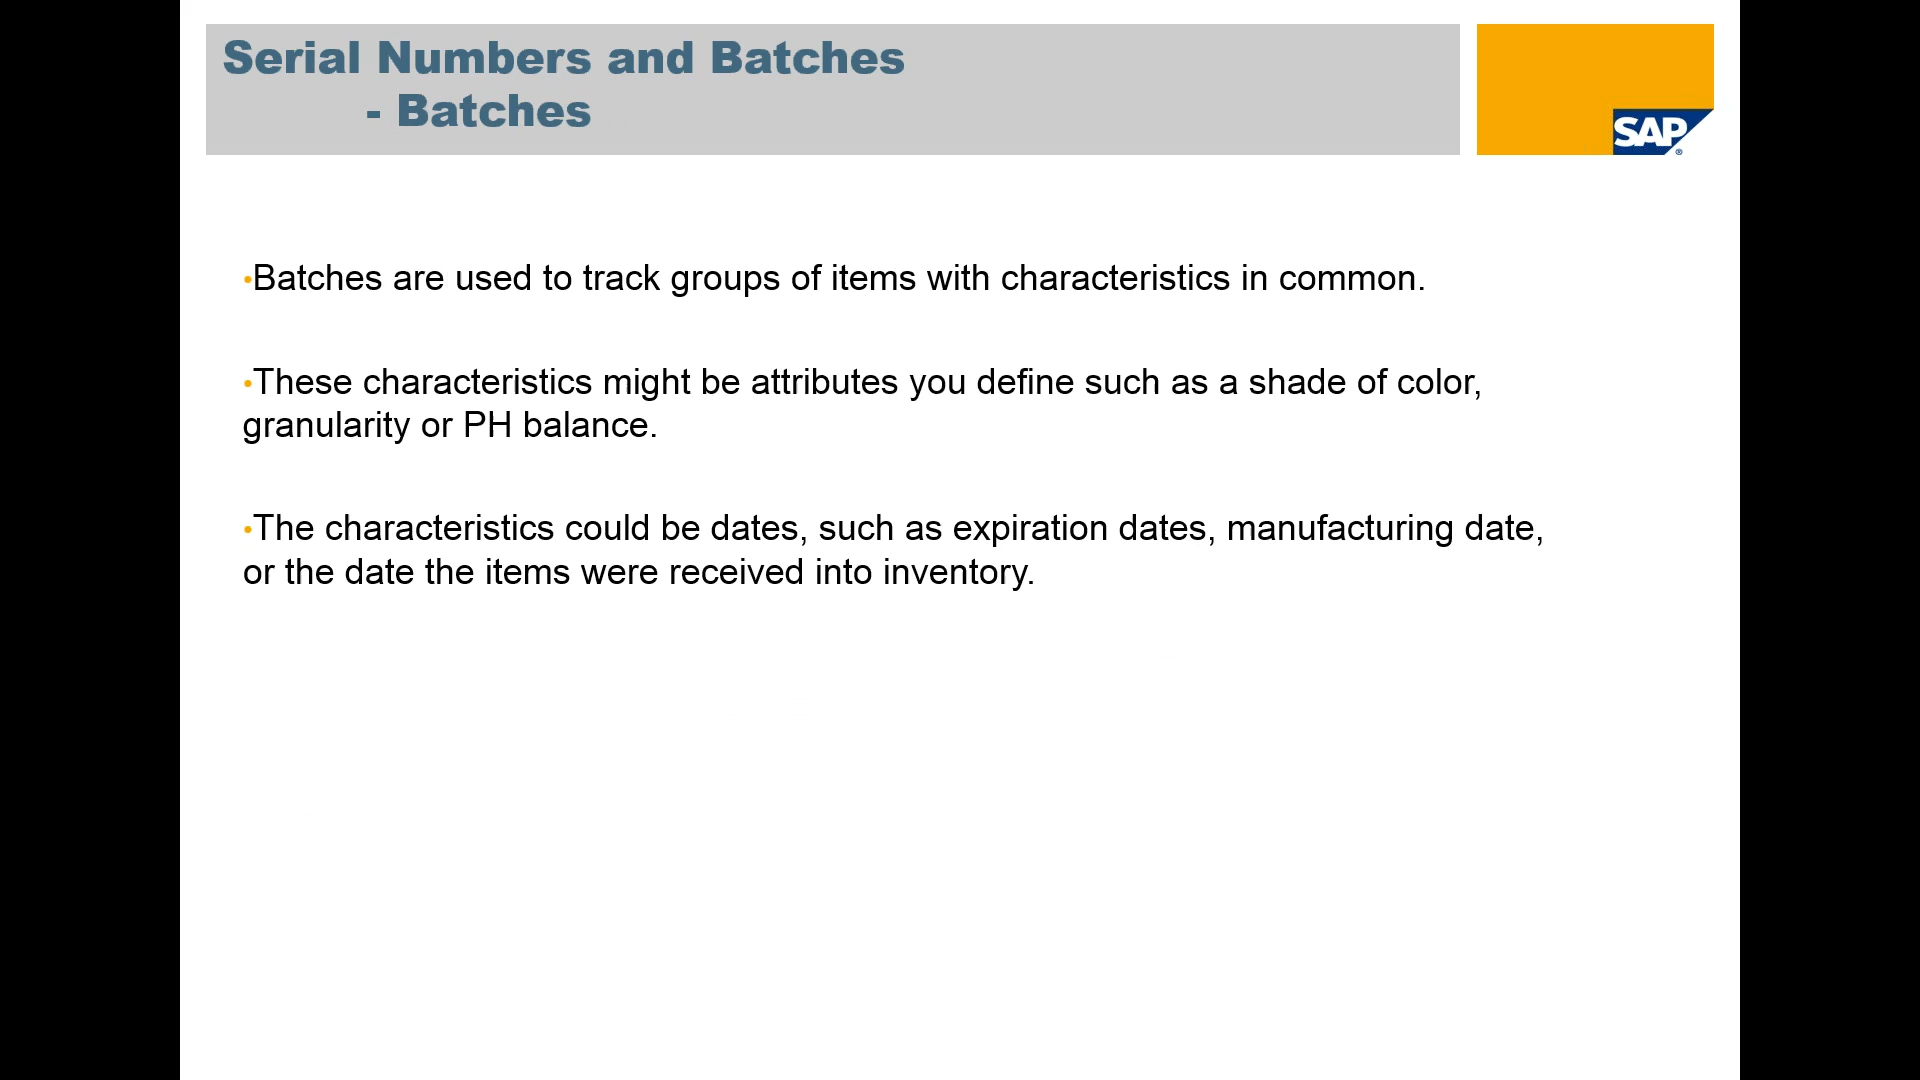 Serial Numbers and Batches
- Batches
SAP®
•Batches are used to track groups of items with characteristics in common.
•These characteristics might be attributes you define such as a shade of color,
granularity or PH balance.
•The characteristics could be dates, such as expiration dates, manufacturing date,
or the date the items were received into inventory.